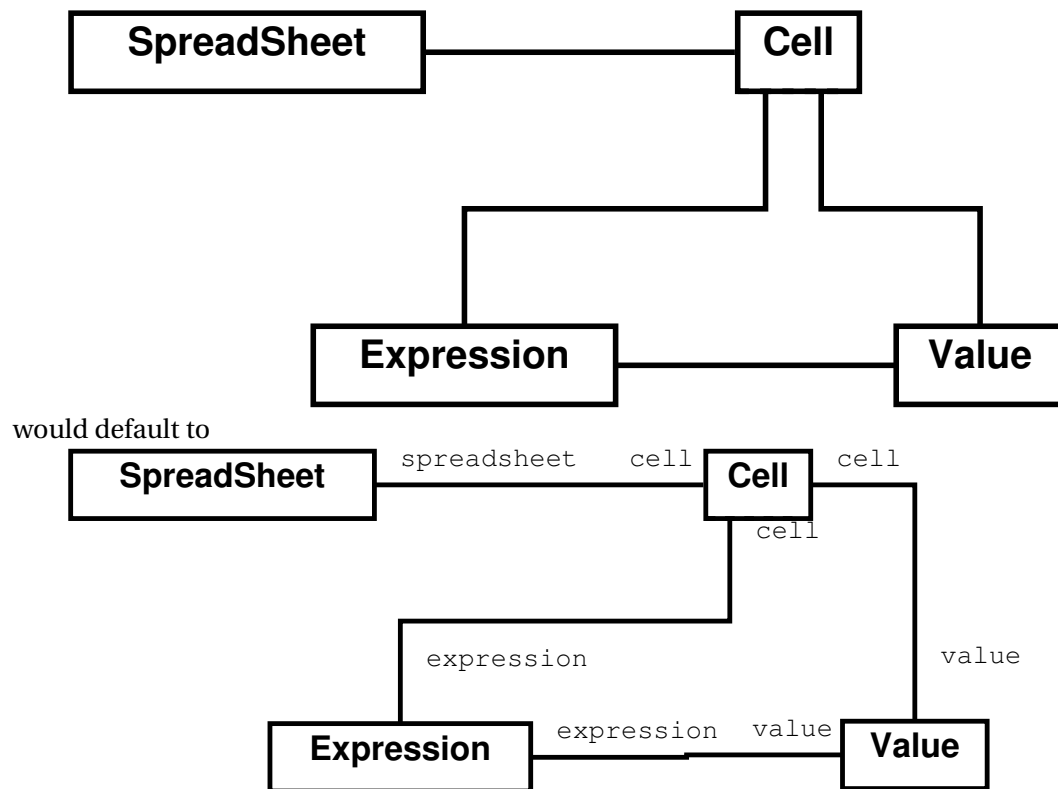 SpreadSheet Cell
Expression Value
would default to
SpreadSheet spreadsheet cell Cell cell
cell
expression
value
Expression expression value Value